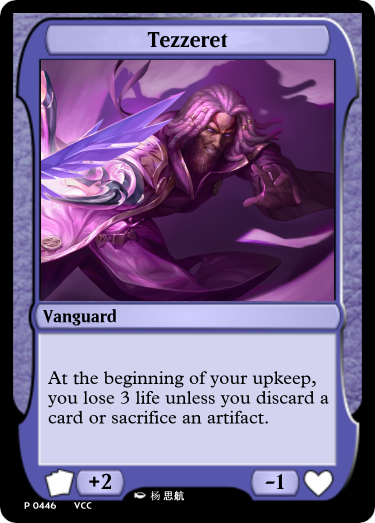 Tezzeret
Vanguard
At the beginning of your upkeep,
you lose 3 life unless you discard a
card or sacrifice an artifact.
+2
–1
杨 思航
P 0446 VCC